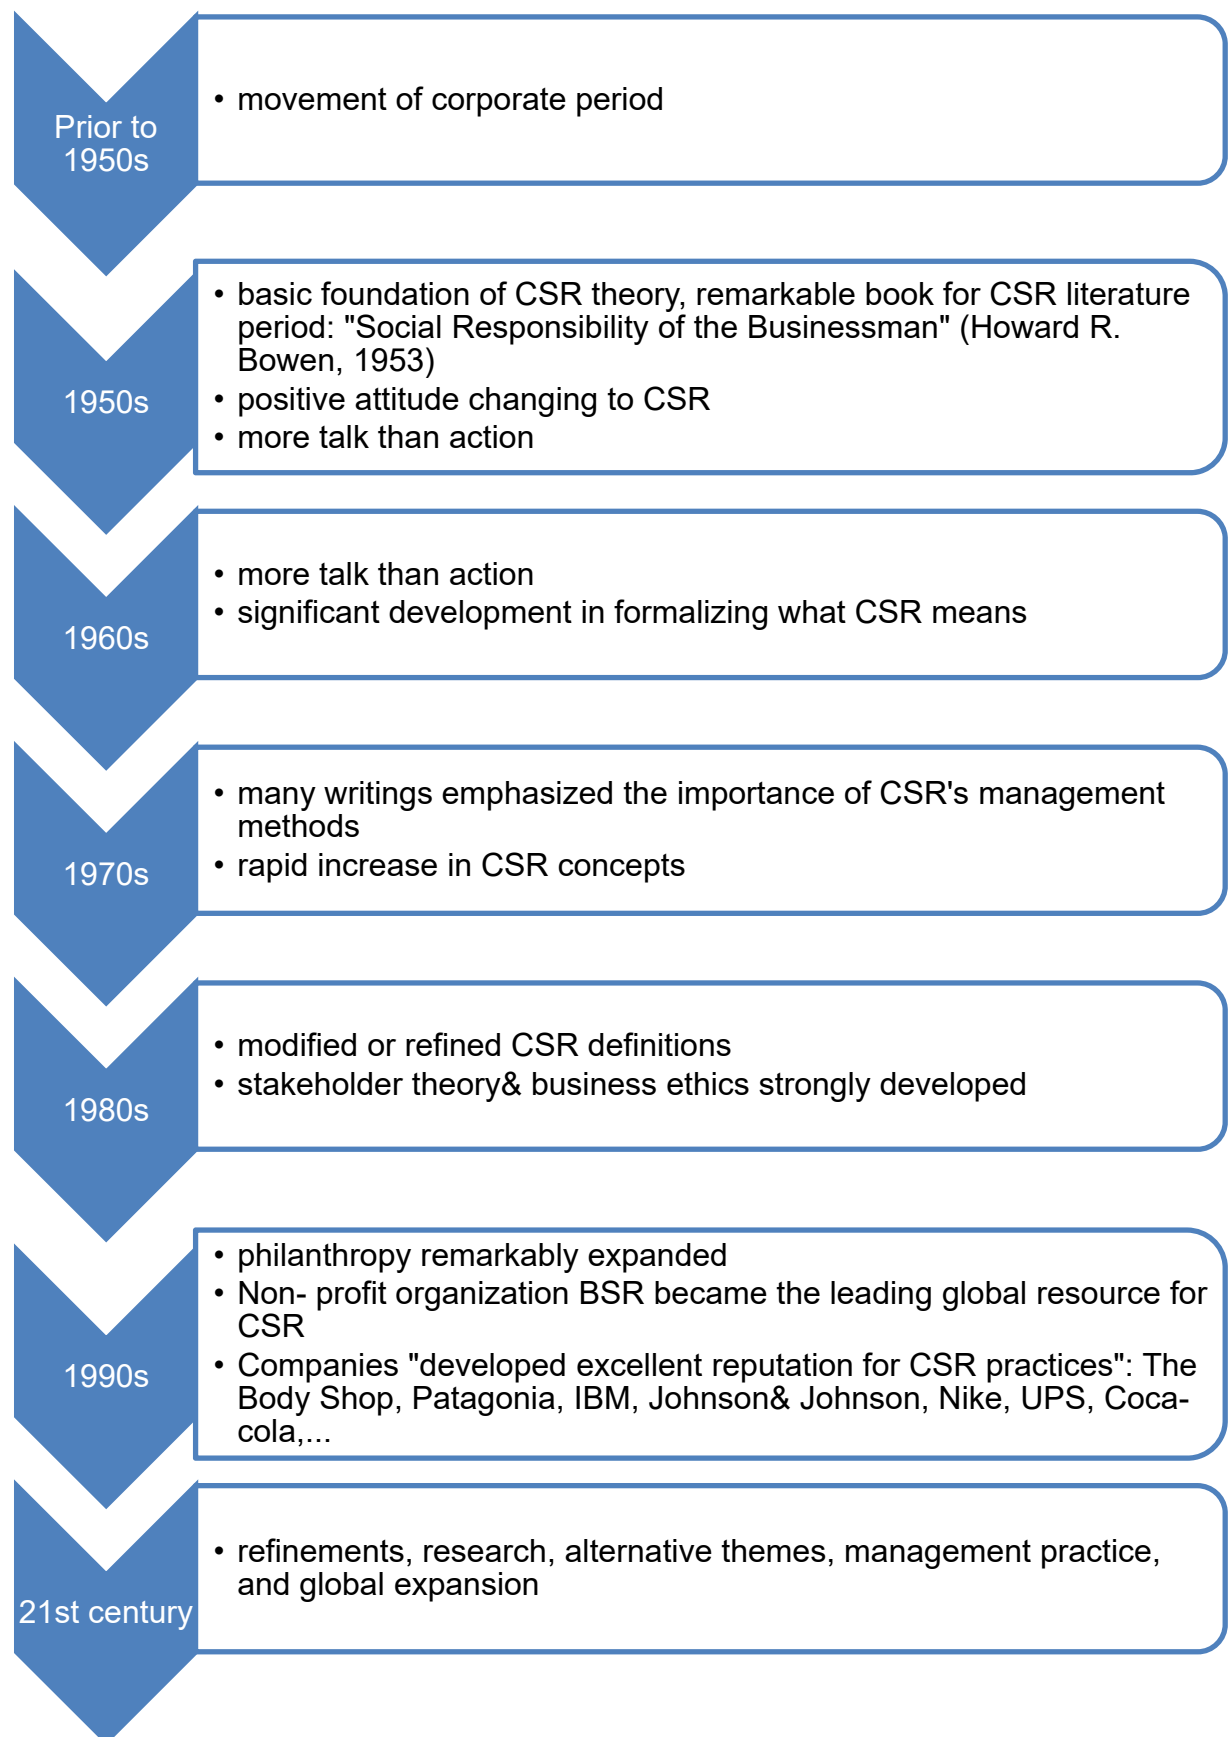 Prior to
1950s
• movement of corporate period
1950s
• basic foundation of CSR theory, remarkable book for CSR literature
period: "Social Responsibility of the Businessman" (Howard R.
Bowen, 1953)
• positive attitude changing to CSR
• more talk than action
1960s
• more talk than action
• significant development in formalizing what CSR means
1970s
• many writings emphasized the importance of CSR's management
methods
• rapid increase in CSR concepts
1980s
• modified or refined CSR definitions
• stakeholder theory& business ethics strongly developed
1990s
• philanthropy remarkably expanded
• Non- profit organization BSR became the leading global resource for
CSR
• Companies "developed excellent reputation for CSR practices": The
Body Shop, Patagonia, IBM, Johnson& Johnson, Nike, UPS, Coca-
cola,...
21st century
• refinements, research, alternative themes, management practice,
and global expansion